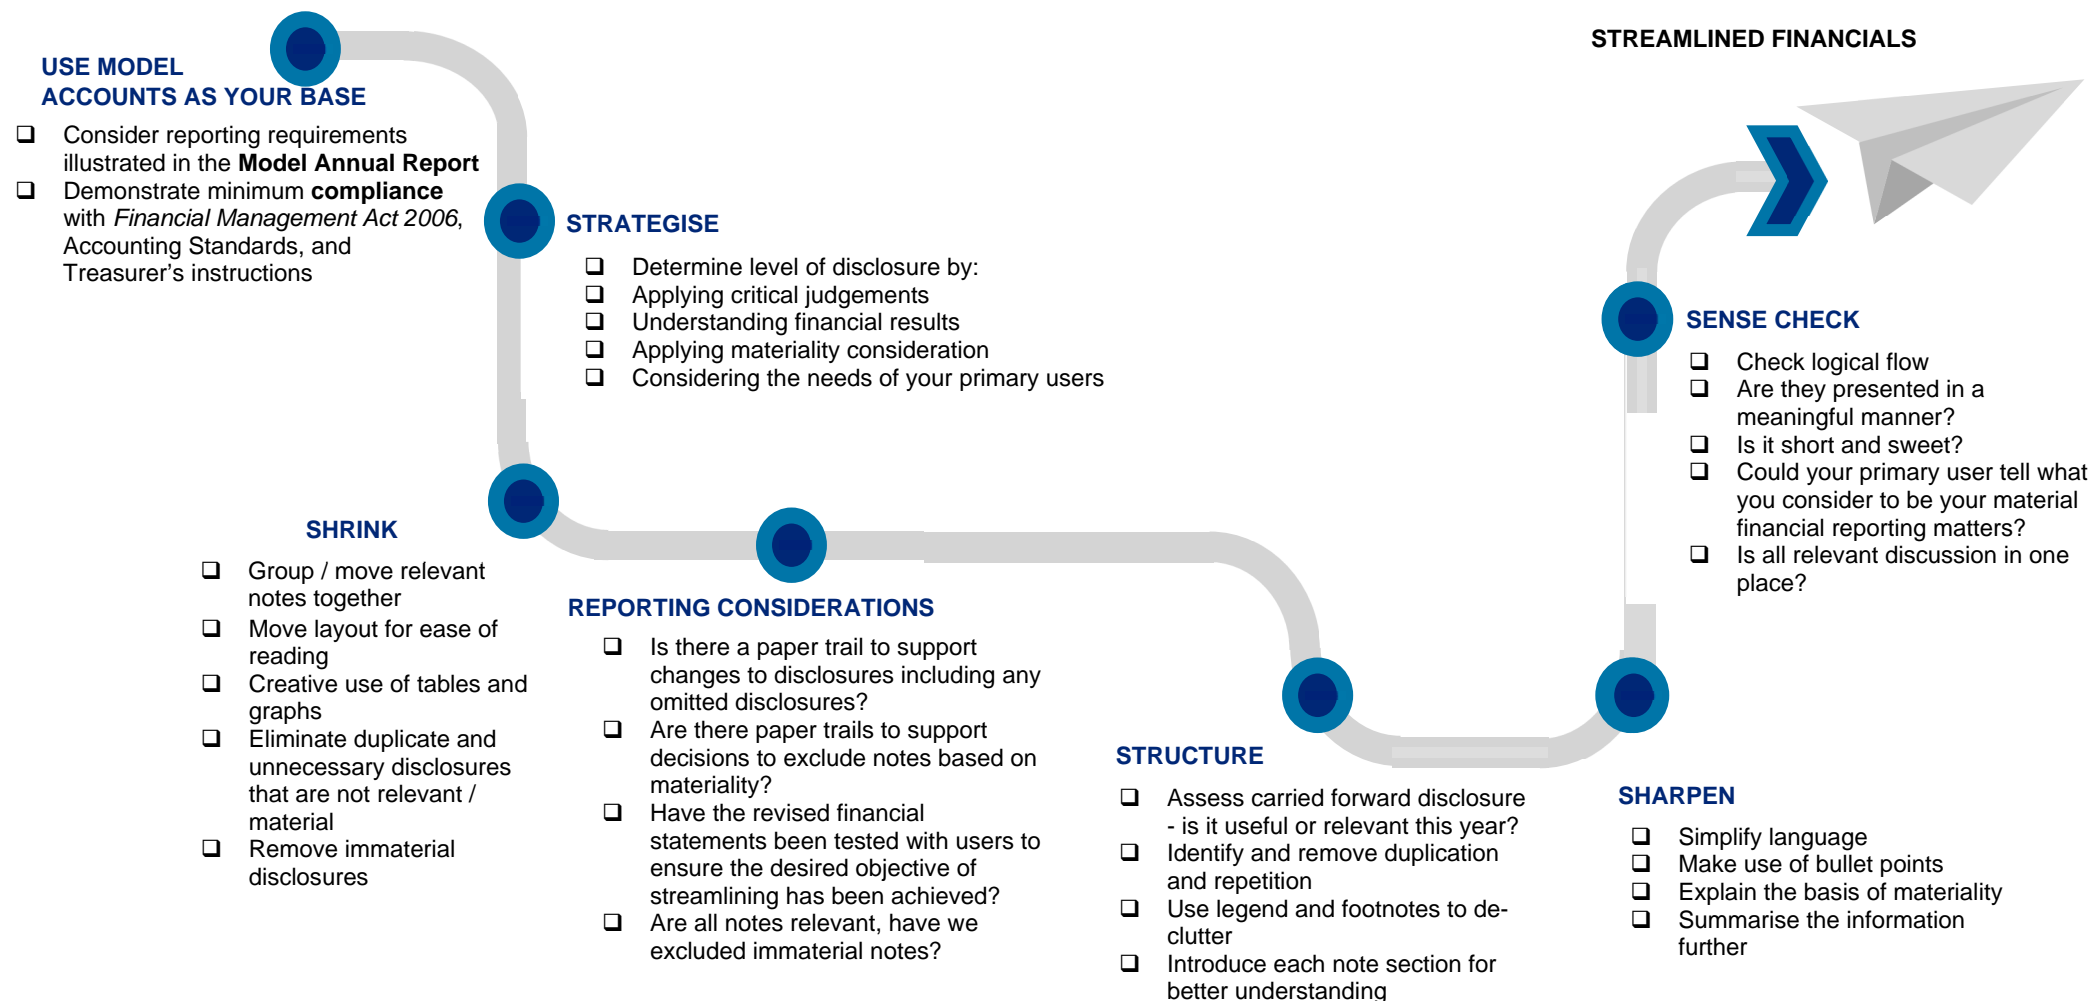 USE MODEL
ACCOUNTS AS YOUR BASE
❑ Consider reporting requirements
illustrated in the Model Annual Report
❑ Demonstrate minimum compliance
with Financial Management Act 2006,
Accounting Standards, and
Treasurer's instructions
STRATEGISE
❑ Determine level of disclosure by:
❑ Applying critical judgements
❑ Understanding financial results
❑ Applying materiality consideration
❑ Considering the needs of your primary users
SHRINK
❑ Group / move relevant
notes together
❑ Move layout for ease of
reading
❑ Creative use of tables and
graphs
❑ Eliminate duplicate and
unnecessary disclosures
that are not relevant /
material
❑ Remove immaterial
disclosures
REPORTING CONSIDERATIONS
❑ Is there a paper trail to support
changes to disclosures including any
omitted disclosures?
❑ Are there paper trails to support
decisions to exclude notes based on
materiality?
❑ Have the revised financial
statements been tested with users to
ensure the desired objective of
streamlining has been achieved?
❑ Are all notes relevant, have we
excluded immaterial notes?
STRUCTURE
❑ Assess carried forward disclosure
- is it useful or relevant this year?
❑ Identify and remove duplication
and repetition
❑ Use legend and footnotes to de-
clutter
❑ Introduce each note section for
better understanding
SHARPEN
❑ Simplify language
❑ Make use of bullet points
❑ Explain the basis of materiality
❑ Summarise the information
further
SENSE CHECK
❑ Check logical flow
❑ Are they presented in a
meaningful manner?
❑ Is it short and sweet?
❑ Could your primary user tell what
you consider to be your material
financial reporting matters?
❑ Is all relevant discussion in one
place?
STREAMLINED FINANCIALS